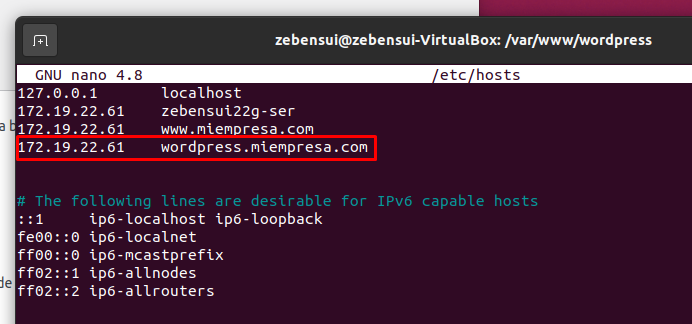 zebensui@zebensui-VirtualBox: /var/www/wordpress
GNU nano 4.8 /etc/hosts
127.0.0.1 localhost
172.19.22.61 zebensui22g-ser
172.19.22.61 www.miempresa.com
172.19.22.61 wordpress.miempresa.com
# The following lines are desirable for IPv6 capable hosts
::1 ip6-localhost ip6-loopback
fe00::0 ip6-localnet
ff00::0 ip6-mcastprefix
ff02::1 ip6-allnodes
ff02::2 ip6-allrouters